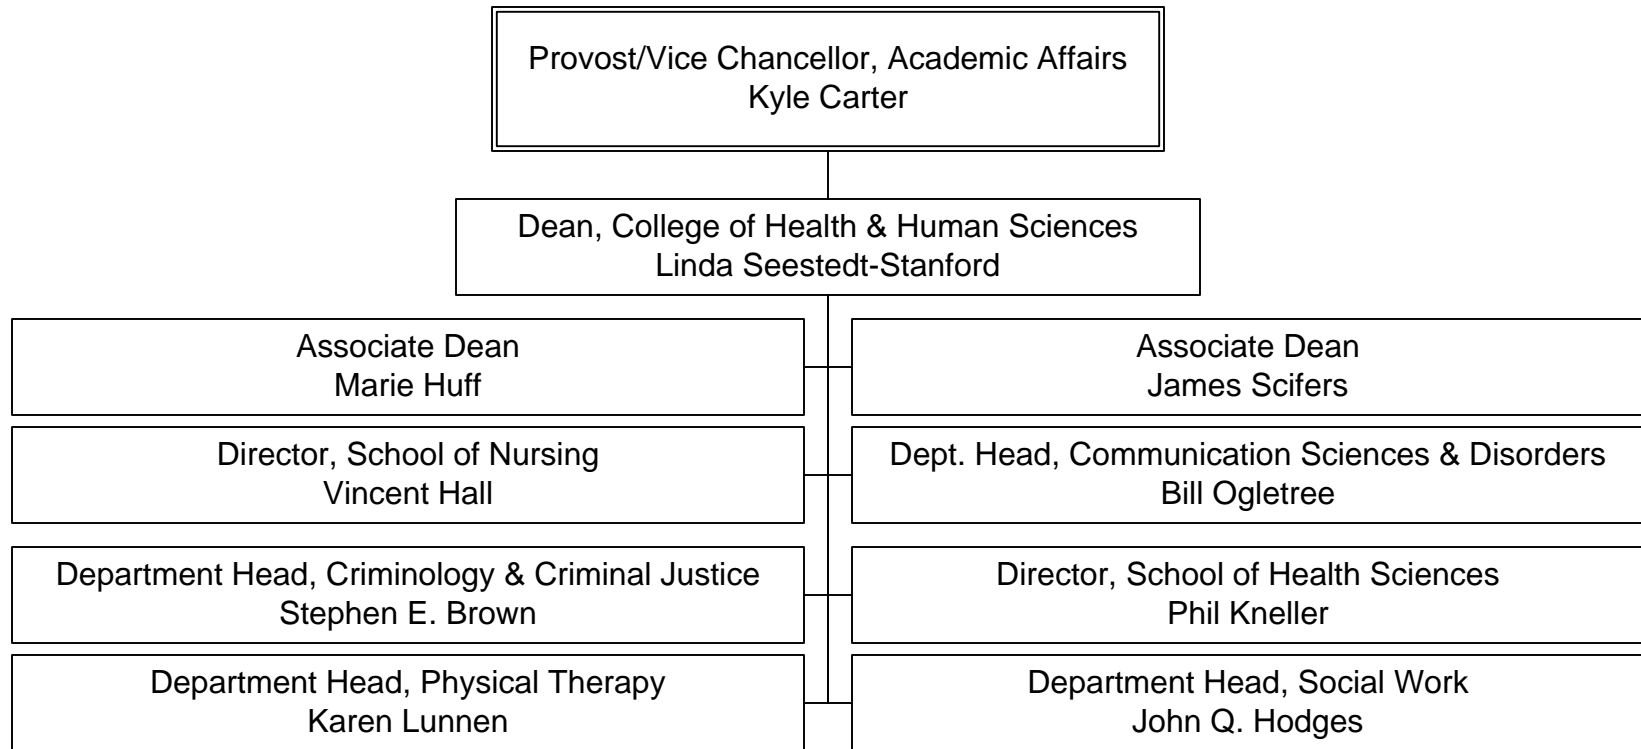 Provost/Vice Chancellor, Academic Affairs
Kyle Carter
Dean, College of Health & Human Sciences
Linda Seestedt-Stanford
Associate Dean
Marie Huff
Associate Dean
James Scifers
Director, School of Nursing
Vincent Hall
Dept. Head, Communication Sciences & Disorders
Bill Ogletree
Department Head, Criminology & Criminal Justice
Stephen E. Brown
Director, School of Health Sciences
Phil Kneller
Department Head, Physical Therapy
Karen Lunnen
Department Head, Social Work
John Q. Hodges